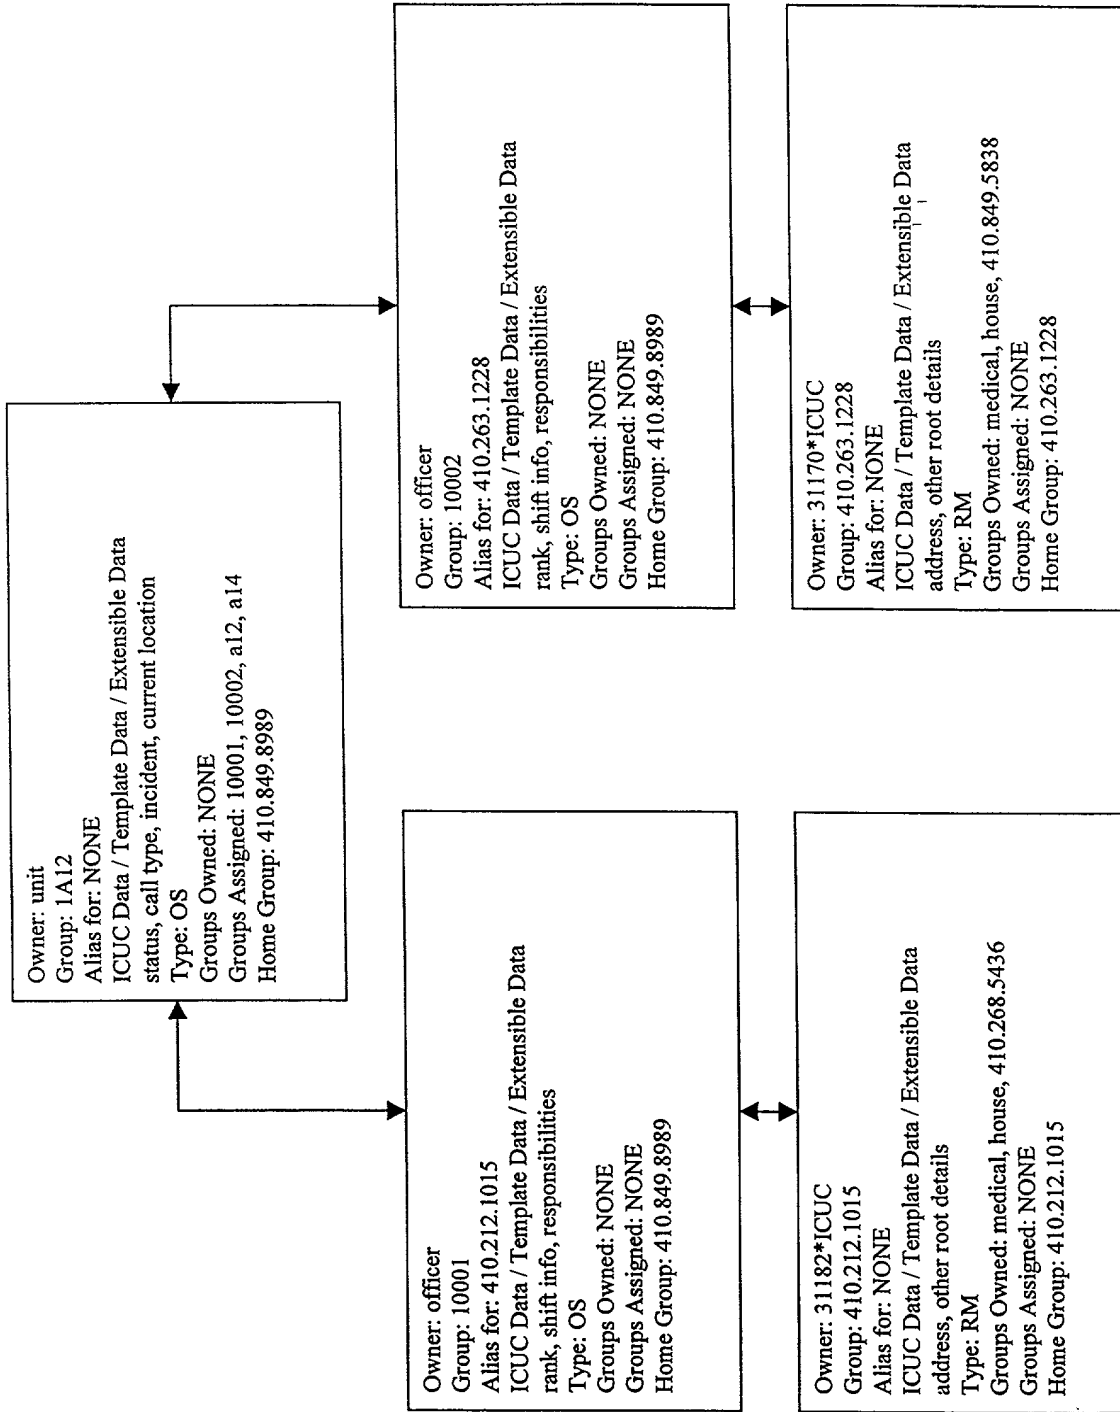 Owner: unit
Group: 1A12
Alias for: NONE
ICUC Data / Template Data / Extensible Data
status, call type, incident, current location
Type: OS
Groups Owned: NONE
Groups Assigned: 10001, 10002, a12, a14
Home Group: 410.849.8989
Owner: officer
Group: 10001
Alias for: 410.212.1015
ICUC Data / Template Data / Extensible Data
rank, shift info, responsibilities
Type: OS
Groups Owned: NONE
Groups Assigned: NONE
Home Group: 410.849.8989
Owner: officer
Group: 10002
Alias for: 410.263.1228
ICUC Data / Template Data / Extensible Data
rank, shift info, responsibilities
Type: OS
Groups Owned: NONE
Groups Assigned: NONE
Home Group: 410.849.8989
Owner: 31182*ICUC
Group: 410.212.1015
Alias for: NONE
ICUC Data / Template Data / Extensible Data
address, other root details
Type: RM
Groups Owned: medical, house, 410.268.5436
Groups Assigned: NONE
Home Group: 410.212.1015
Owner: 31170*ICUC
Group: 410.263.1228
Alias for: NONE
ICUC Data / Template Data / Extensible Data
address, other root details
Type: RM
Groups Owned: medical, house, 410.849.5838
Groups Assigned: NONE
Home Group: 410.263.1228